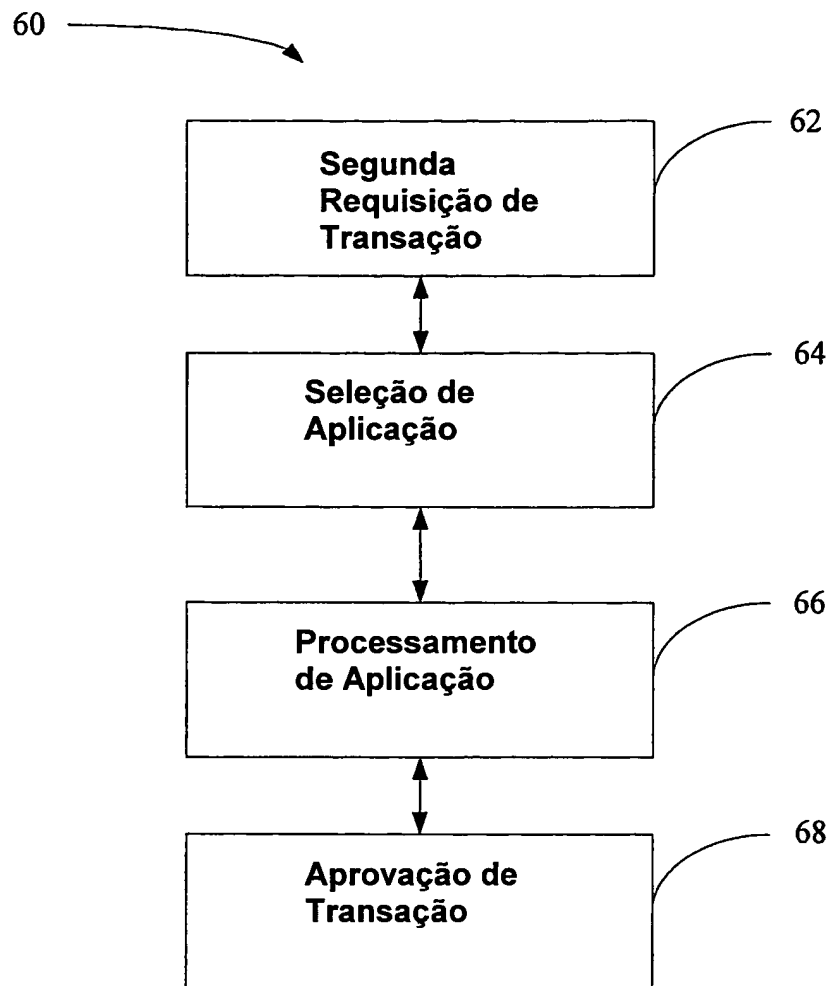 60
62
Segunda
Requisição de
Transação
64
Seleção de
Aplicação
66
Processamento
de Aplicação
68
Aprovação de
Transação